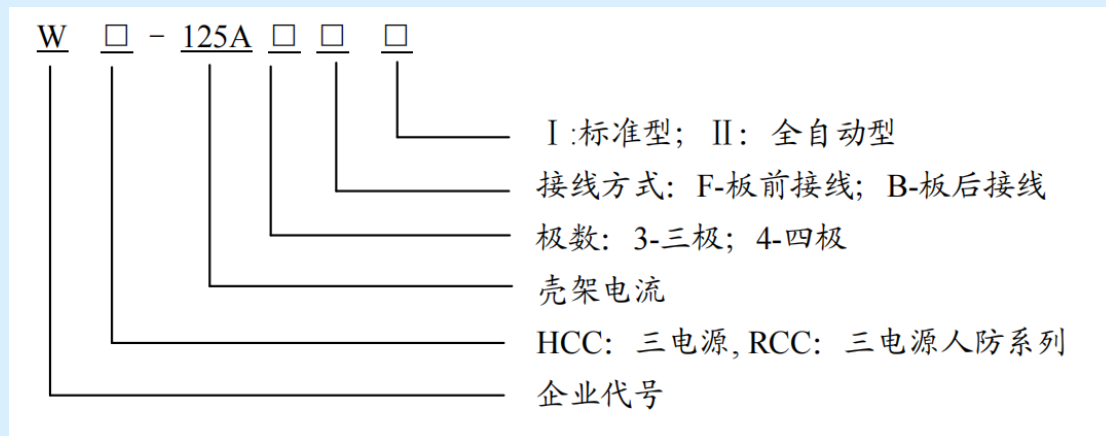 W □ - 125A □ □ □
Ⅰ:标准型; Ⅱ: 全自动型
接线方式: F-板前接线; B-板后接线
极数: 3-三极; 4-四极
壳架电流
HCC: 三电源, RCC: 三电源人防系列
企业代号